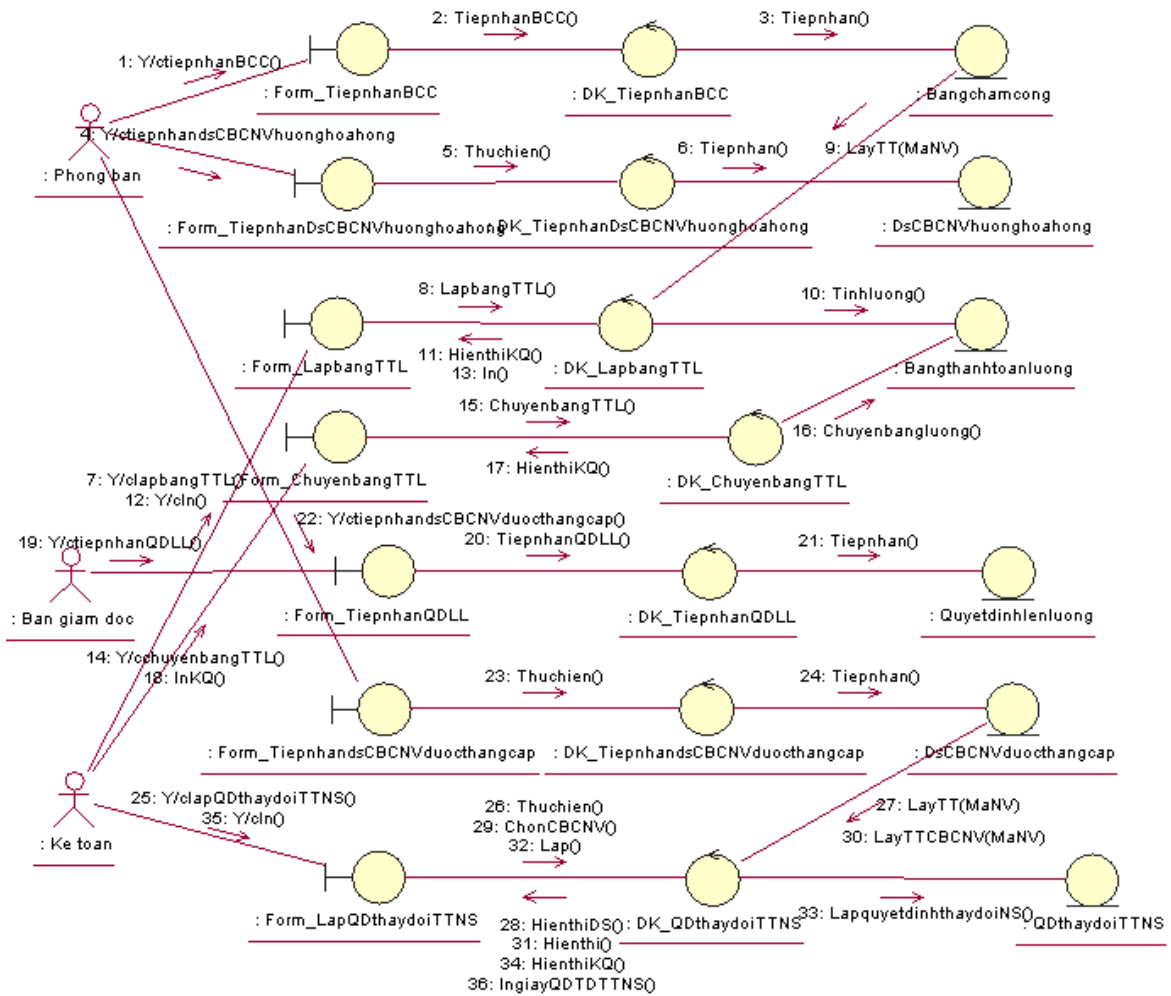 2: TiepnhanBCC()
3: Tiepnhan()
1: Y/ctiepnhanBCC()
: Form_TiepnhanBCC
: DK_TiepnhanBCC
: Bangchamcong
4: Y/ctiepnhandsCBCNVhuonghoahong
5: Thuchien()
6: Tiepnhan()
9: LayTT(MaNV)
: Phong ban
: Form_TiepnhanDsCBCNVhuonghoahong
: DK_TiepnhanDsCBCNVhuonghoahong
: DsCBCNVhuonghoahong
8: LapbangTTL()
10: Tinhluong()
11: HienthiKQ()
13: In()
: Form_LapbangTTL
: DK_LapbangTTL
: Bangthanhtoanluong
15: ChuyenbangTTL()
16: Chuyenbangluong()
17: HienthiKQ()
7: Y/clapbangTTL()
12: Y/cIn()
: Form_ChuyenbangTTL
: DK_ChuyenbangTTL
22: Y/ctiepnhandsCBCNVduocthangcap()
19: Y/ctiepnhanQDLL()
20: TiepnhanQDLL()
21: Tiepnhan()
: Ban giam doc
: Form_TiepnhanQDLL
: DK_TiepnhanQDLL
: Quyetdinhlenluong
14: Y/cchuyenbangTTL()
18: InKQ()
23: Thuchien()
24: Tiepnhan()
: Form_TiepnhandsCBCNVduocthangcap
: DK_TiepnhandsCBCNVduocthangcap
: DsCBCNVduocthangcap
25: Y/clapQDthaydoiTTNS()
35: Y/cIn()
26: Thuchien()
29: ChonCBCNV()
32: Lap()
27: LayTT(MaNV)
30: LayTTCBCNV(MaNV)
: Ke toan
: Form_LapQDthaydoiTTNS
28: HienthiDS()
31: Hienthi()
34: HienthiKQ()
36: IngiayQDTDTTNS()
: DK_QDthaydoiTTNS
33: LapquyetdinhthaydoiNS()
: QDthaydoiTTNS